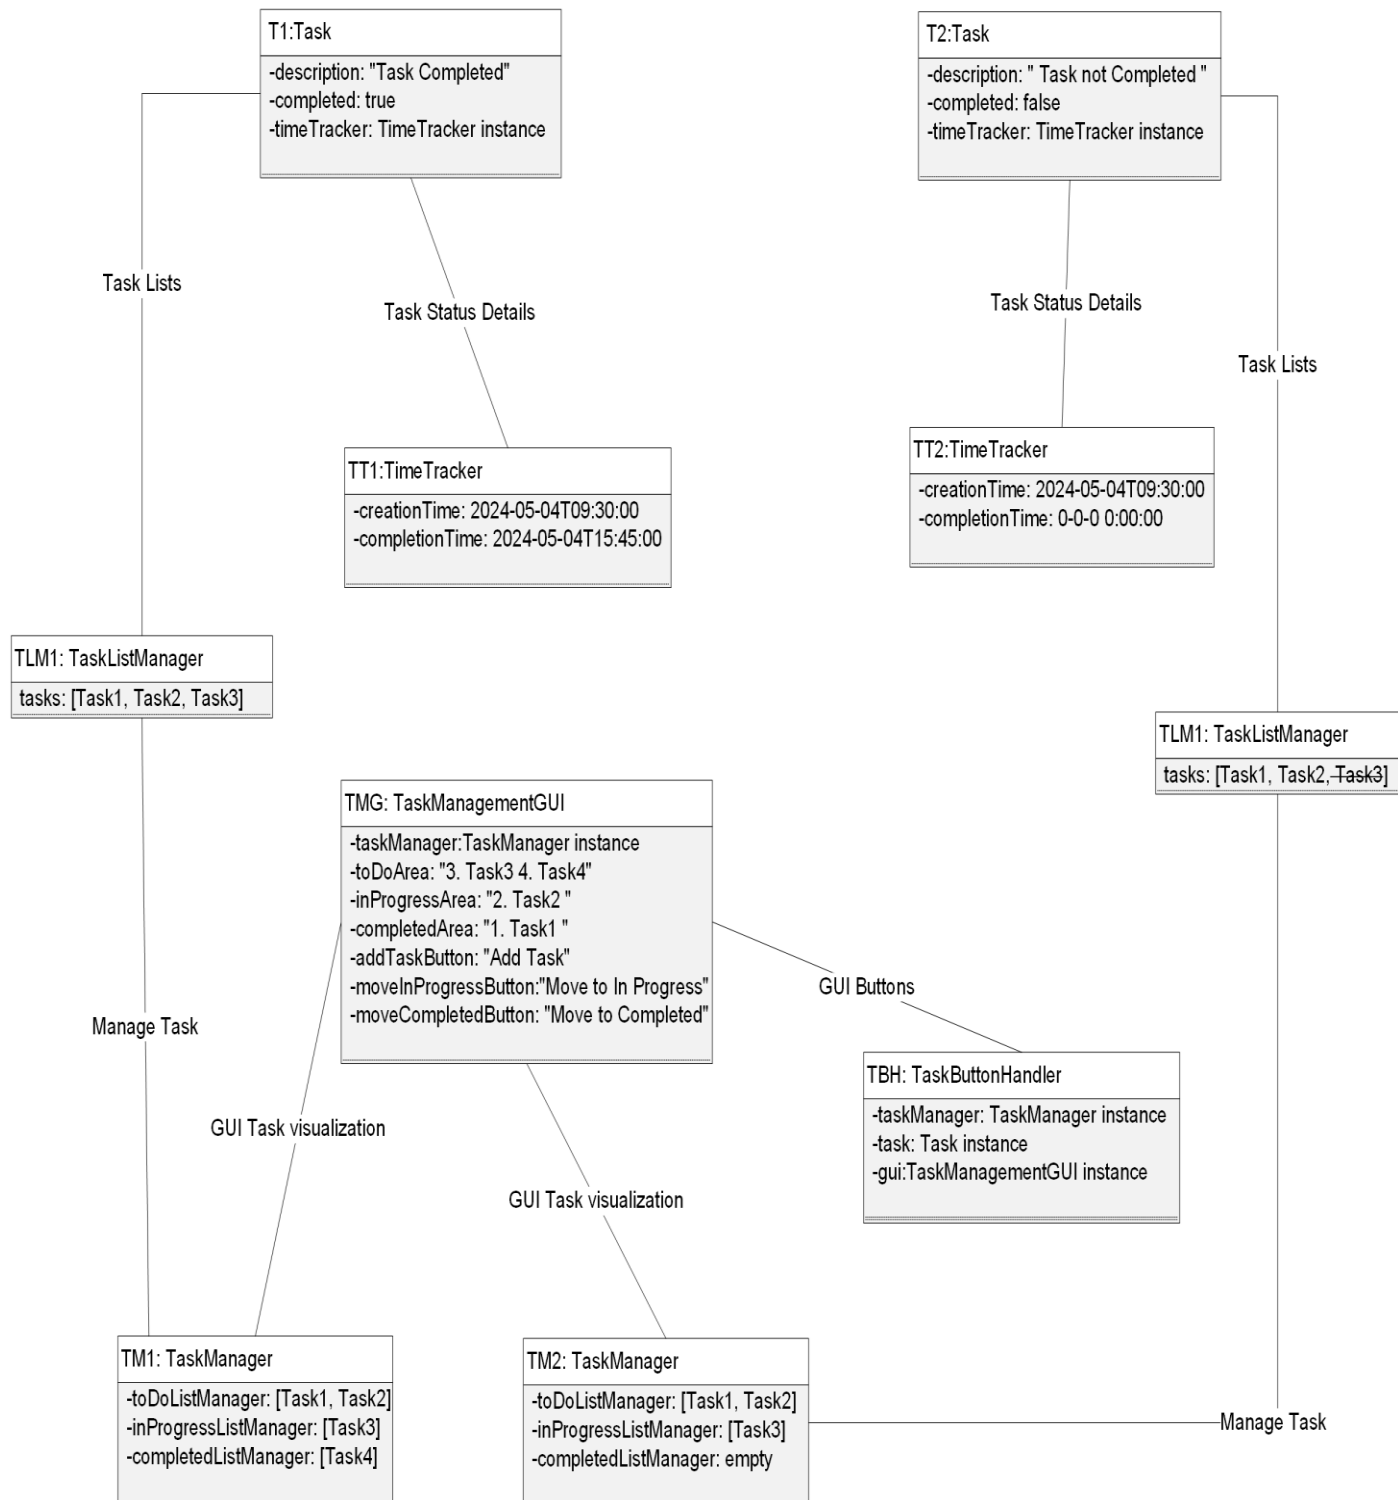 T1:Task
-description: "Task Completed"
-completed: true
-timeTracker: TimeTracker instance
T2:Task
-description: " Task not Completed "
-completed: false
-timeTracker: TimeTracker instance
Task Lists
Task Status Details
Task Status Details
Task Lists
TT1:TimeTracker
-creationTime: 2024-05-04T09:30:00
-completionTime: 2024-05-04T15:45:00
TT2:TimeTracker
-creationTime: 2024-05-04T09:30:00
-completionTime: 0-0-0 0:00:00
TLM1: TaskListManager
tasks: [Task1, Task2, Task3]
TLM1: TaskListManager
tasks: [Task1, Task2, Task3]
TMG: TaskManagementGUI
-taskManager:TaskManager instance
-toDoArea: "3. Task3 4. Task4"
-inProgressArea: "2. Task2 "
-completedArea: "1. Task1 "
-addTaskButton: "Add Task"
-moveInProgressButton:"Move to In Progress"
-moveCompletedButton: "Move to Completed"
GUI Buttons
Manage Task
TBH: TaskButtonHandler
-taskManager: TaskManager instance
-task: Task instance
-gui:TaskManagementGUI instance
GUI Task visualization
GUI Task visualization
TM1: TaskManager
-toDoListManager: [Task1, Task2]
-inProgressListManager: [Task3]
-completedListManager: [Task4]
TM2: TaskManager
-toDoListManager: [Task1, Task2]
-inProgressListManager: [Task3]
-completedListManager: empty
Manage Task